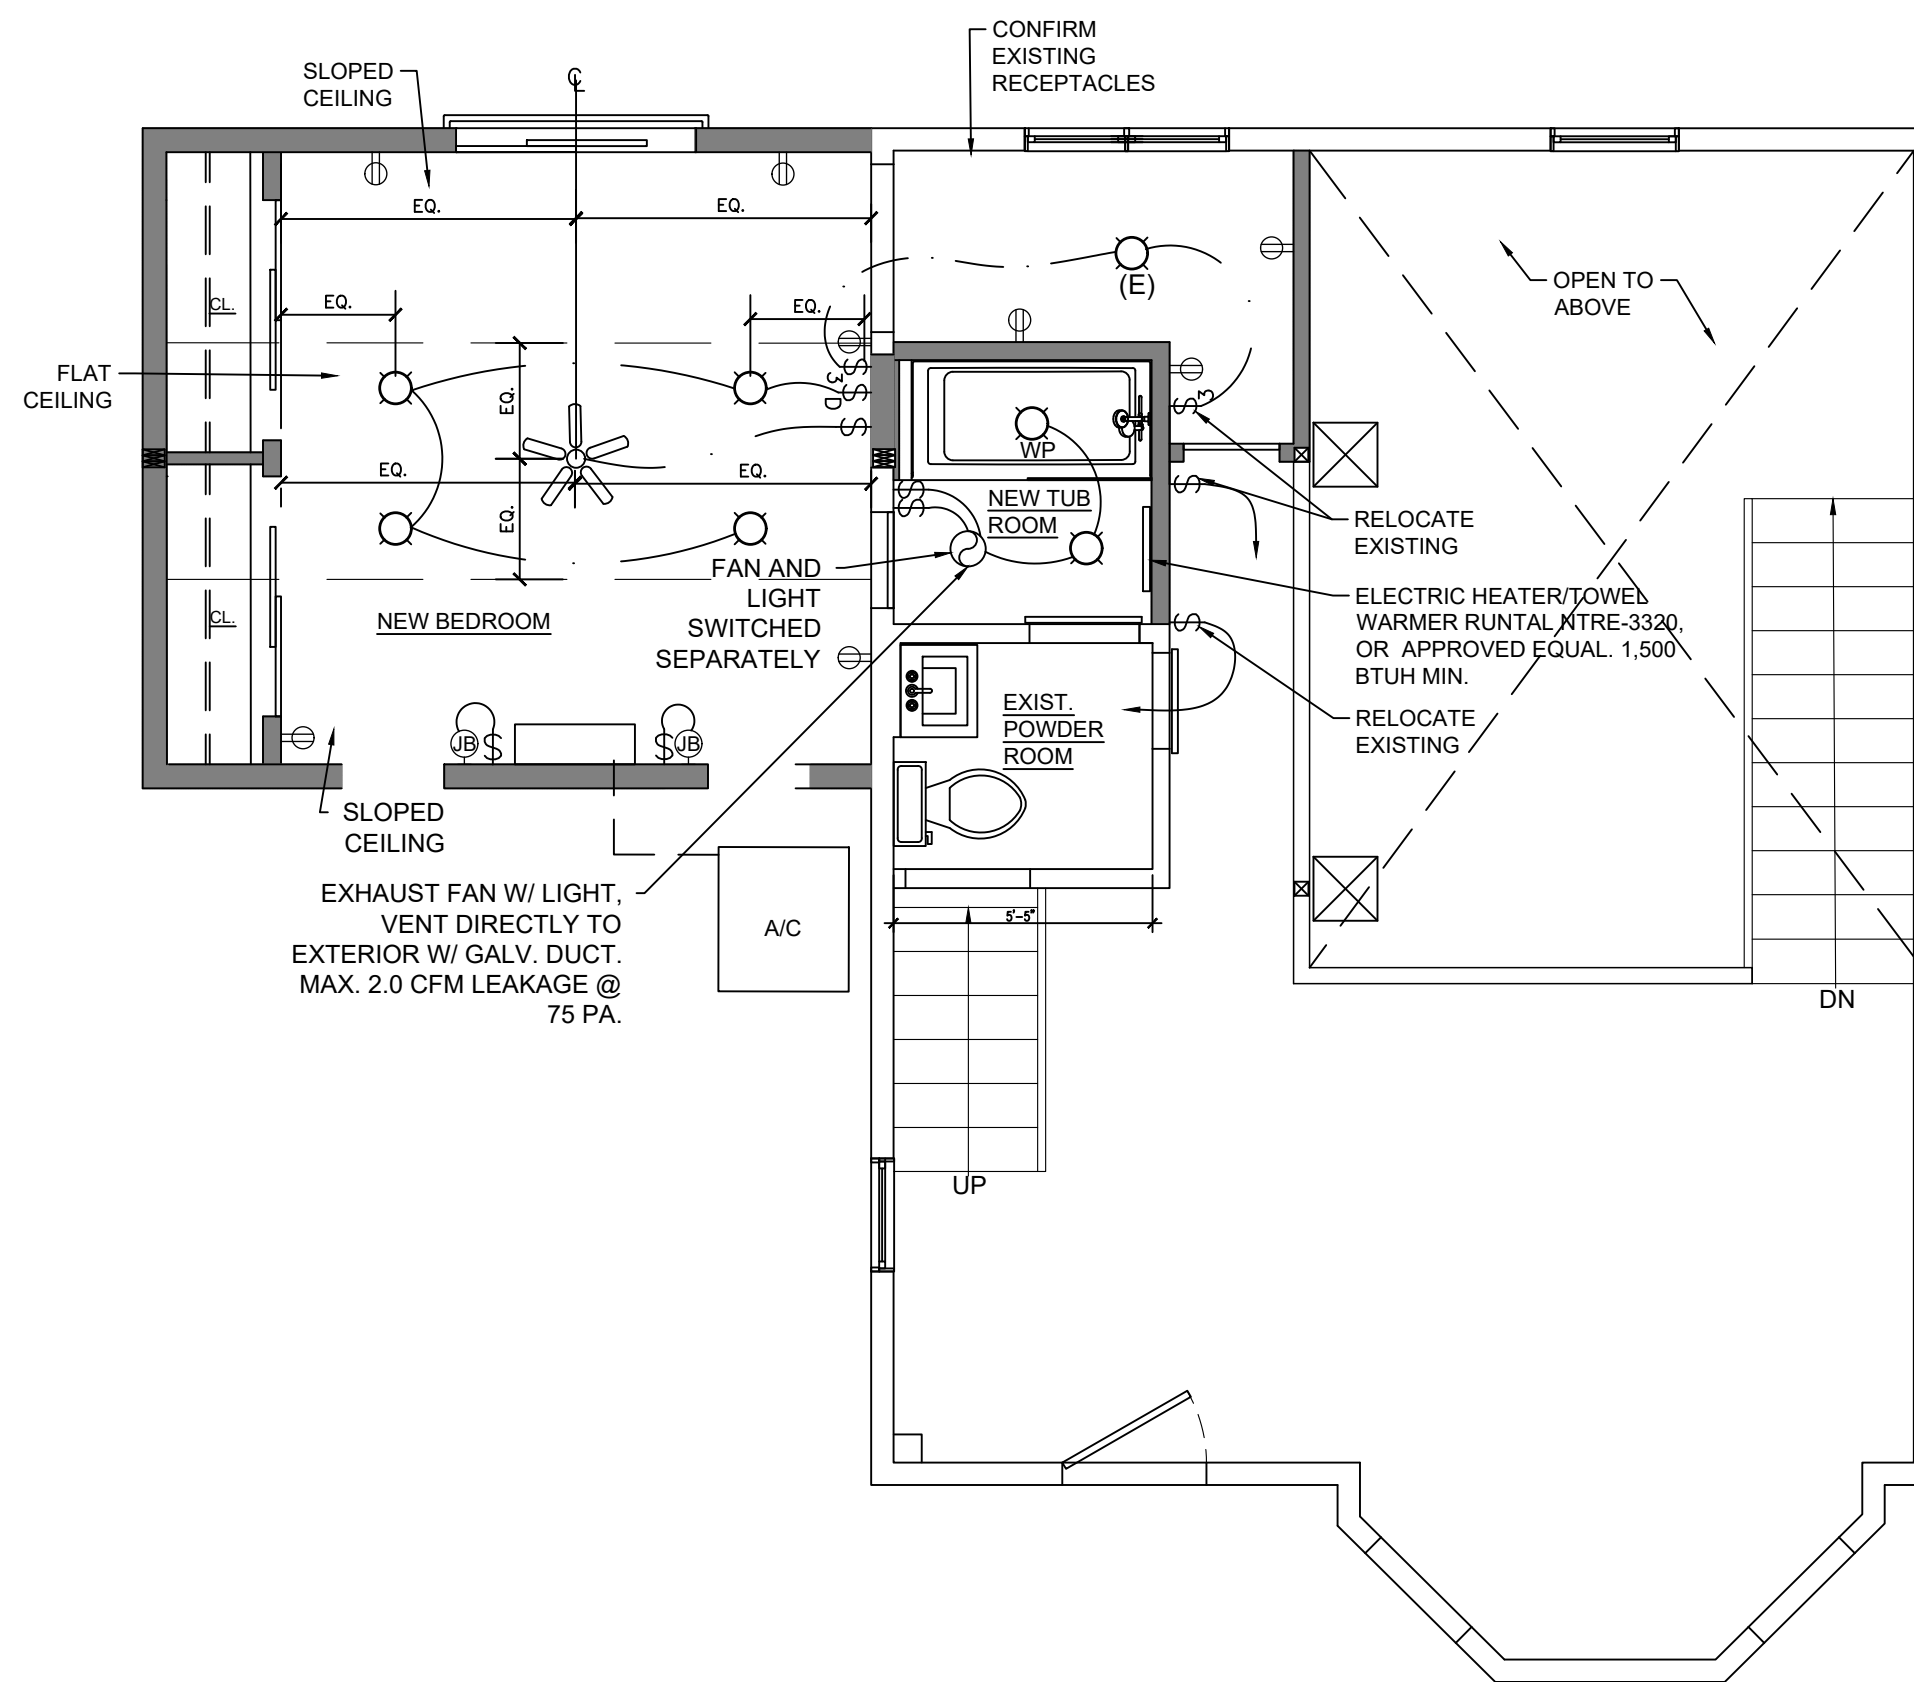 CONFIRM
EXISTING
RECEPTACLES
SLOPED
CEILING
CL
EQ.
EQ.
(E)
OPEN TO
ABOVE
CL.
EQ.
EQ.
FLAT
CEILING
EQ.
S
3
S
D
S
S
3
WP
EQ.
EQ.
EQ.
S
S
S
NEW TUB
ROOM
RELOCATE
EXISTING
FAN AND
LIGHT
SWITCHED
SEPARATELY
ELECTRIC HEATER/TOWEL
WARMER RUNTAL NTRE-3320,
OR APPROVED EQUAL. 1,500
BTUH MIN.
CL.
NEW BEDROOM
S
EXIST.
POWDER
ROOM
RELOCATE
EXISTING
JB
S
S
JB
SLOPED
CEILING
EXHAUST FAN W/ LIGHT,
VENT DIRECTLY TO
EXTERIOR W/ GALV. DUCT.
MAX. 2.0 CFM LEAKAGE @
75 PA.
A/C
5'-5"
DN
UP